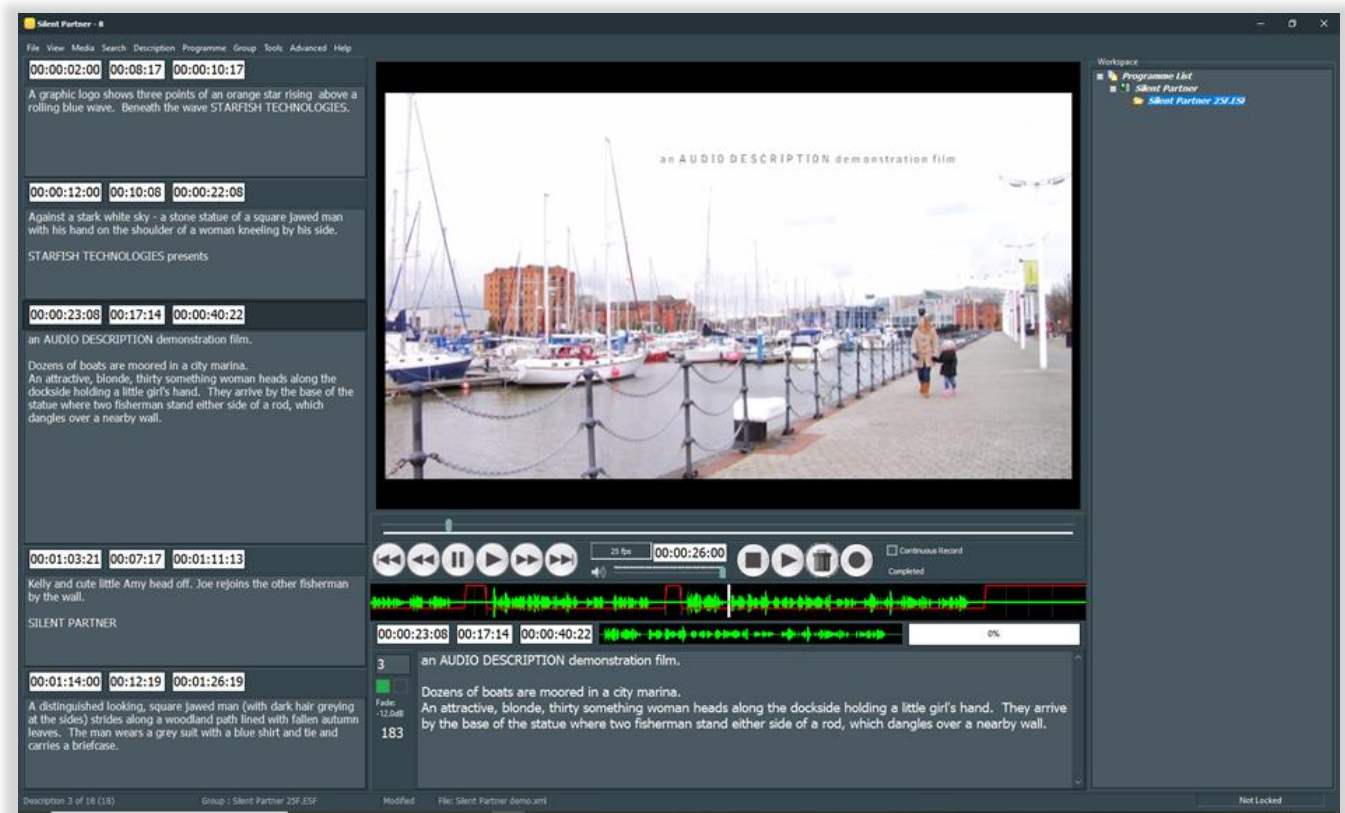 Silent Partner - 8
File View Media Search Description Programme Group Tools Advanced Help
00:00:02:00 00:08:17 00:00:10:17
A graphic logo shows three points of an orange star rising above a
rolling blue wave. Beneath the wave STARFISH TECHNOLOGIES.
00:00:12:00 00:10:08 00:00:22:08
Against a stark white sky - a stone statue of a square jawed man
with his hand on the shoulder of a woman kneeling by his side.
STARFISH TECHNOLOGIES presents
00:00:23:08 00:17:14 00:00:40:22
an AUDIO DESCRIPTION demonstration film.
Dozens of boats are moored in a city marina.
An attractive, blonde, thirty something woman heads along the
dockside holding a little girl's hand. They arrive by the base of the
statue where two fisherman stand either side of a rod, which
dangles over a nearby wall.
00:01:03:21 00:07:17 00:01:11:13
Kelly and cute little Amy head off. Joe rejoins the other fisherman
by the wall.
SILENT PARTNER
00:01:14:00 00:12:19 00:01:26:19
A distinguished looking, square jawed man (with dark hair greying
at the sides) strides along a woodland path lined with fallen autumn
leaves. The man wears a grey suit with a blue shirt and tie and
carries a briefcase.
an AUDIO DESCRIPTION demonstration film
25 fps 00:00:26:00
Continuous Record
Completed
00:00:23:08 00:17:14 00:00:40:22
0%
3
Fade:
-12.0dB
183
an AUDIO DESCRIPTION demonstration film.
Dozens of boats are moored in a city marina.
An attractive, blonde, thirty something woman heads along the dockside holding a little girl's hand. They arrive
by the base of the statue where two fisherman stand either side of a rod, which dangles over a nearby wall.
Workspace
Programme List
Silent Partner
Silent Partner 25F.ESF
Description 3 of 18 (18) Group : Silent Partner 25F.ESF Modified File: Silent Partner demo.xml Not Locked